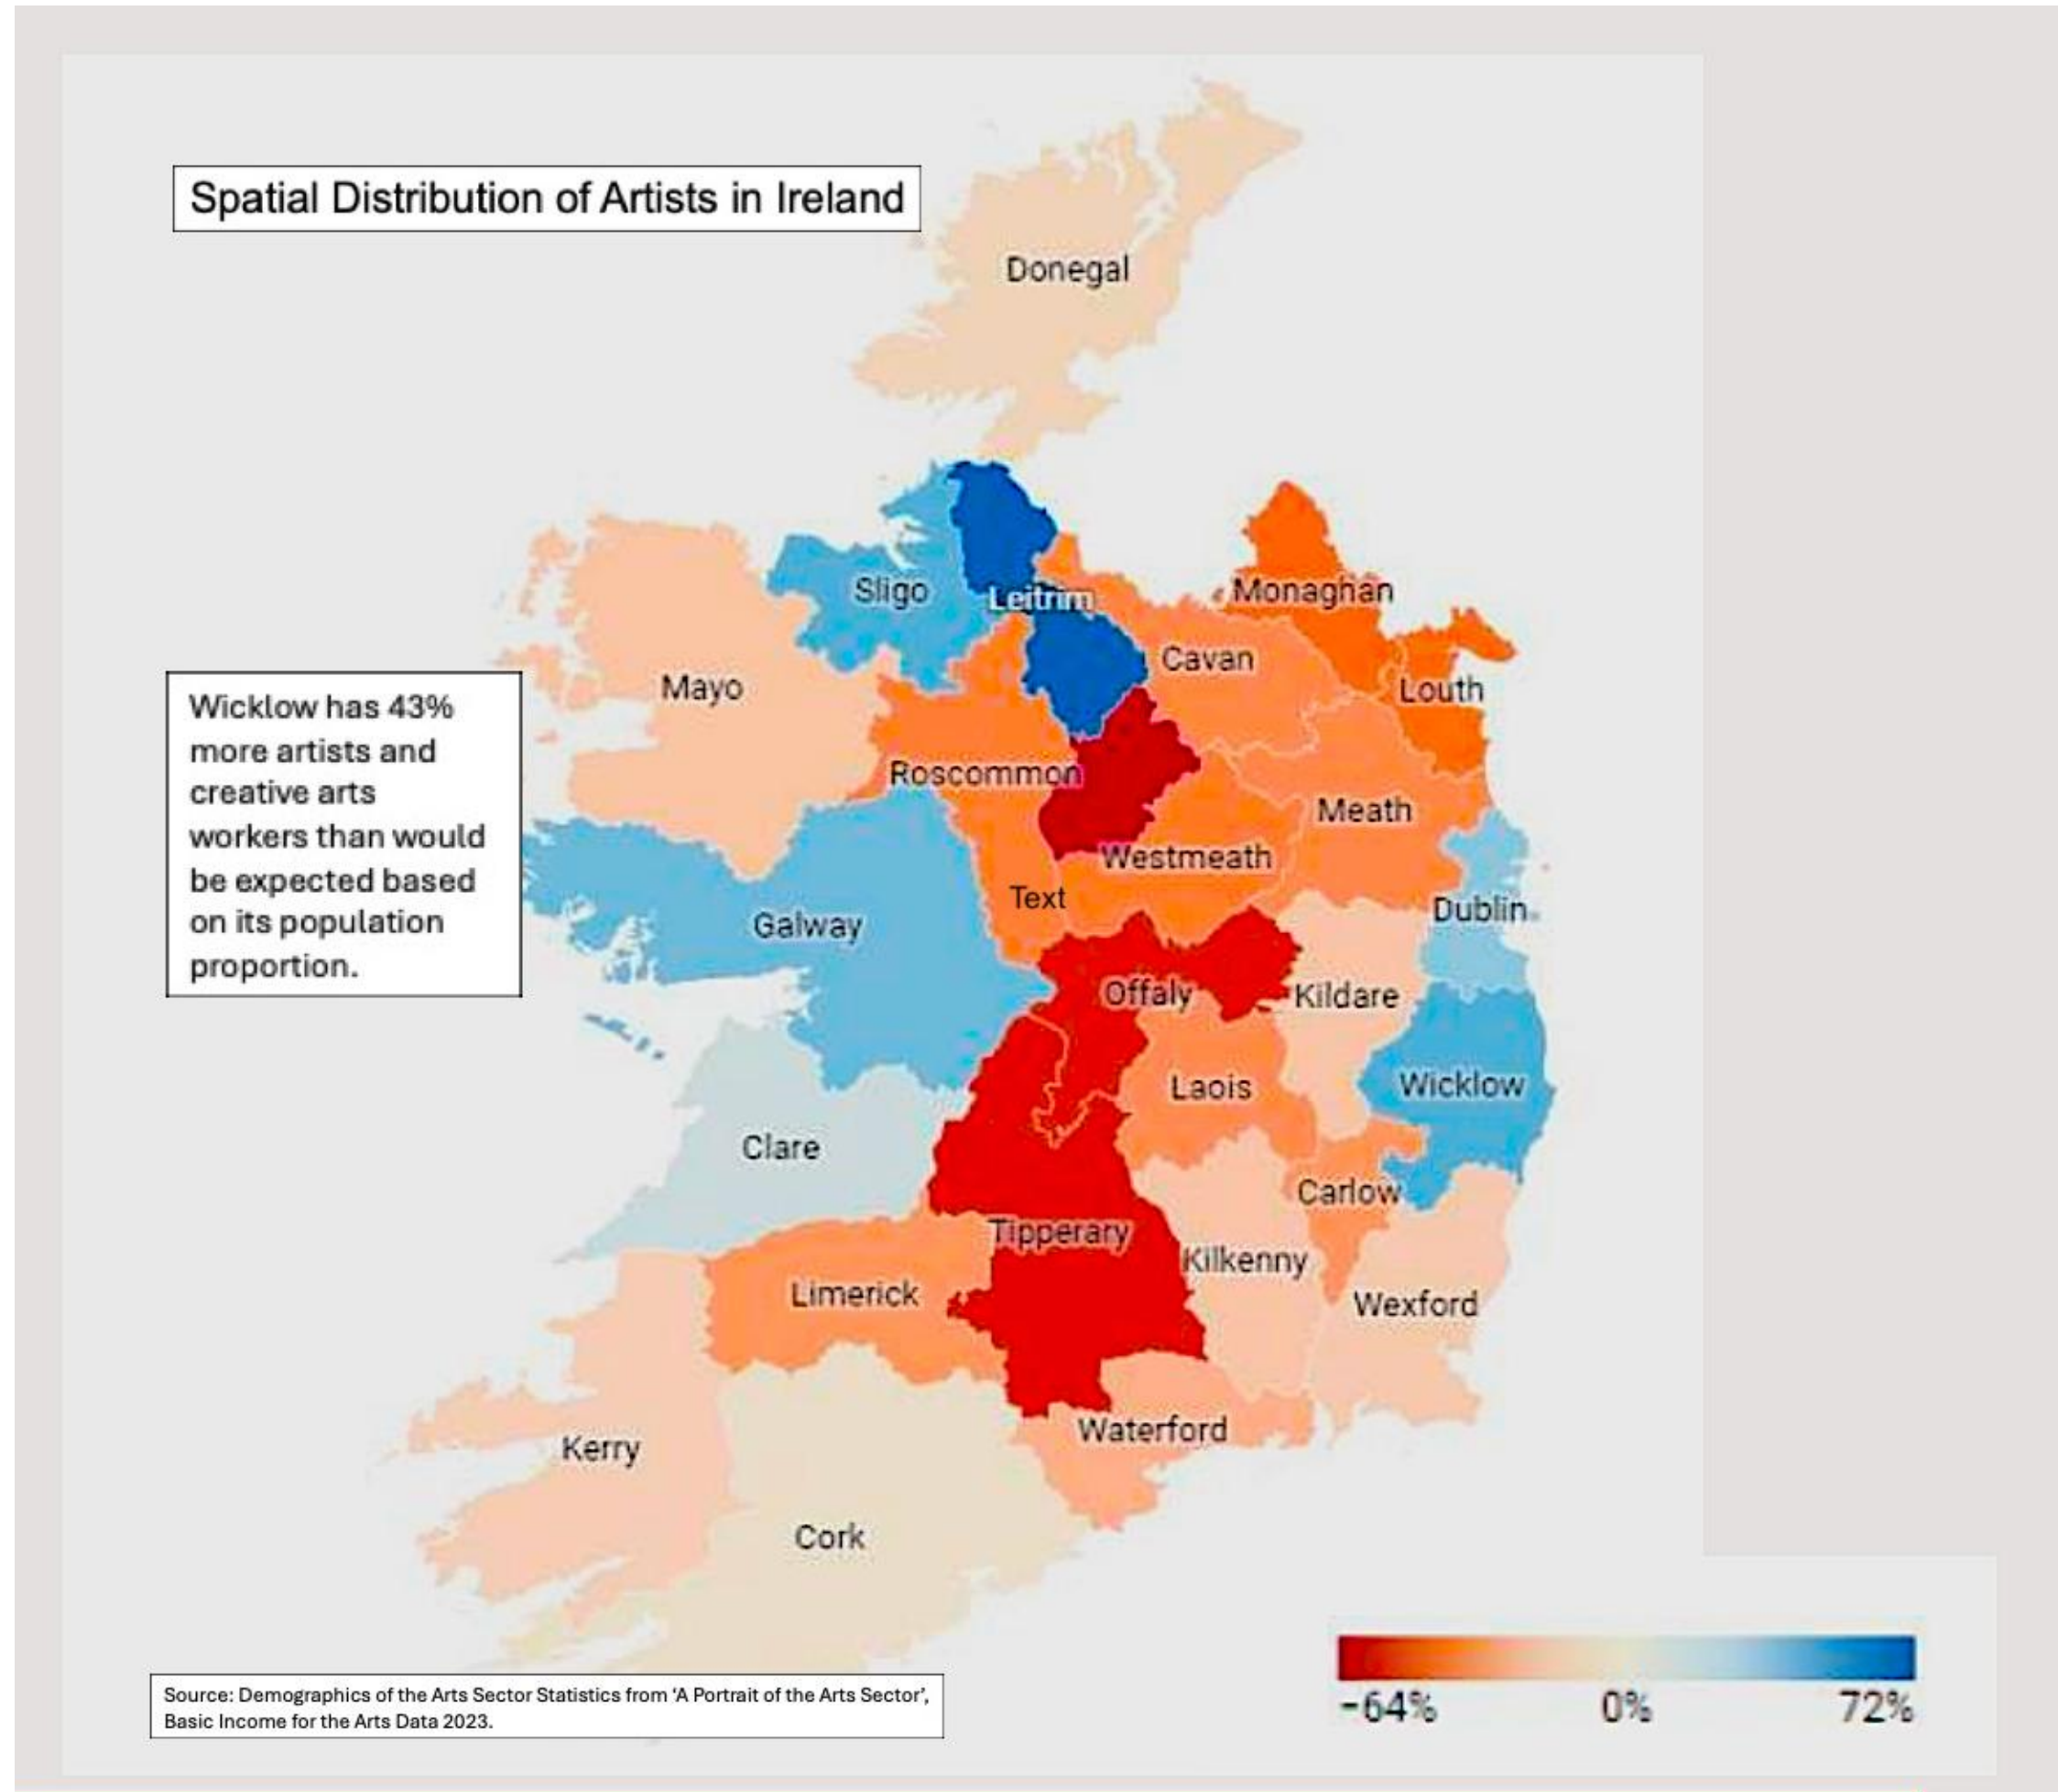 Spatial Distribution of Artists in Ireland
Donegal
Sligo
Leitrim
Monaghan
Cavan
Mayo
Louth
Wicklow has 43%
more artists and
creative arts
workers than would
be expected based
on its population
proportion.
Roscommon
Meath
Westmeath
Text
Dublin
Galway
Offaly
Kildare
Laois
Wicklow
Clare
Carlow
Tipperary
Kilkenny
Limerick
Wexford
Waterford
Kerry
Cork
Source: Demographics of the Arts Sector Statistics from ‘A Portrait of the Arts Sector’,
Basic Income for the Arts Data 2023.
-64% 0% 72%